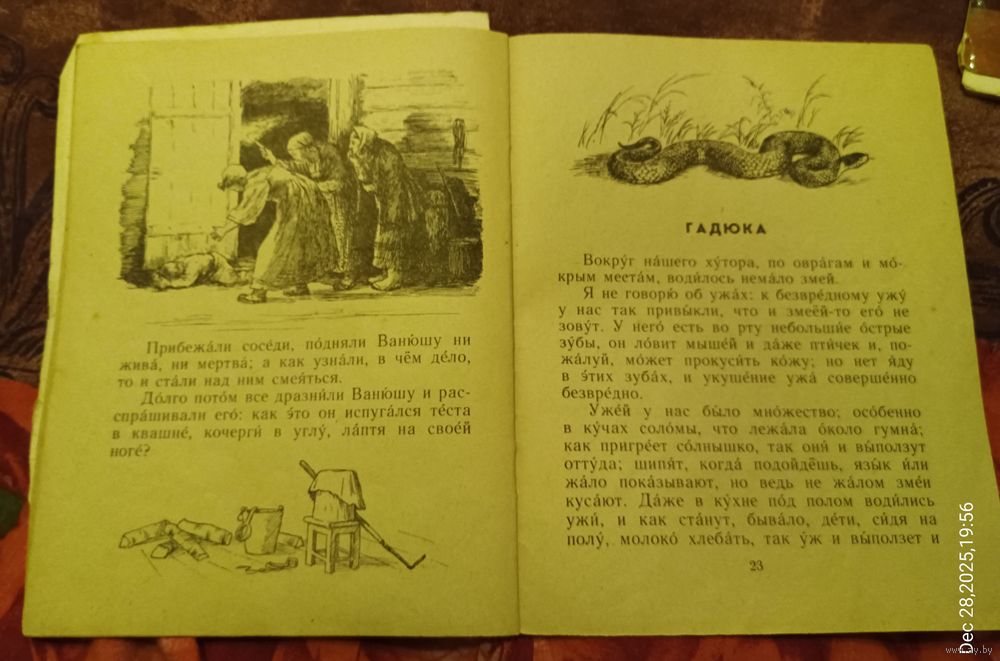 Прибежа́ли сосе́ди, по́дняли Ваню́шу ни
жива́, ни мертва́; а как узна́ли, в чём де́ло,
то и ста́ли над ним смея́ться.
До́лго пото́м все дразни́ли Ваню́шу и рас-
спра́шивали его́: как э́то он испуга́лся те́ста
в квашне́, кочерги́ в углу́, ла́птя на свое́й
ноге́?
ГАДЮКА
Вокру́г на́шего ху́тора, по овра́гам и мо́-
крым места́м, води́лось нема́ло змей.
Я не говорю́ об ужа́х: к безвре́дному ужу́
у нас так привы́кли, что и змее́й-то его́ не
зову́т. У него́ есть во рту небольши́е о́стрые
зу́бы, он ло́вит мыше́й и да́же пти́чек и, по-
жа́луй, мо́жет прокуси́ть ко́жу; но нет я́ду
в э́тих зуба́х, и укуше́ние ужа́ соверше́нно
безвре́дно.
Уже́й у нас бы́ло мно́жество; осо́бенно
в ку́чах соло́мы, что лежа́ла о́коло гумна́;
как пригре́ет со́лнышко, так они́ и вы́ползут
отту́да; шипя́т, когда́ подойдёшь, язы́к и́ли
жа́ло пока́зывают, но ведь не жа́лом зме́и
куса́ют. Да́же в ку́хне по́д полом води́лись
ужи́, и как ста́нут, быва́ло, де́ти, си́дя на
полу́, молоко́ хлеба́ть, так у́ж и вы́ползет и
23
Dec 28,2025,19:56
www.ay.by